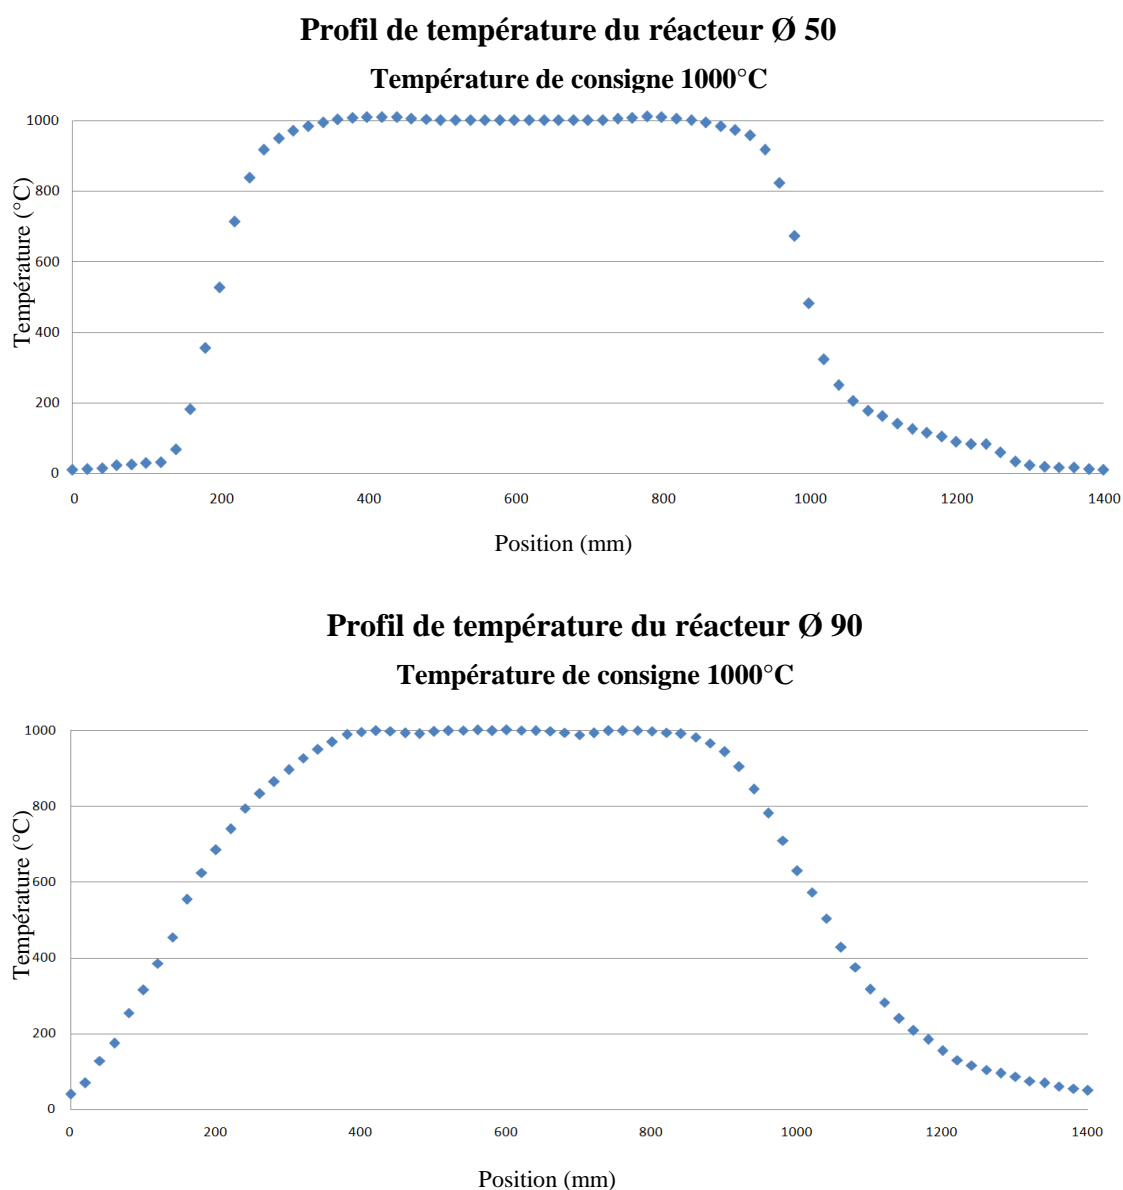 Profil de température du réacteur Ø 50
Température de consigne 1000°C
1000
800
600
400
200
0
Température (°C)
0 200 400 600 800 1000 1200 1400
Position (mm)
Profil de température du réacteur Ø 90
Température de consigne 1000°C
1000
800
600
400
200
0
Température (°C)
0 200 400 600 800 1000 1200 1400
Position (mm)